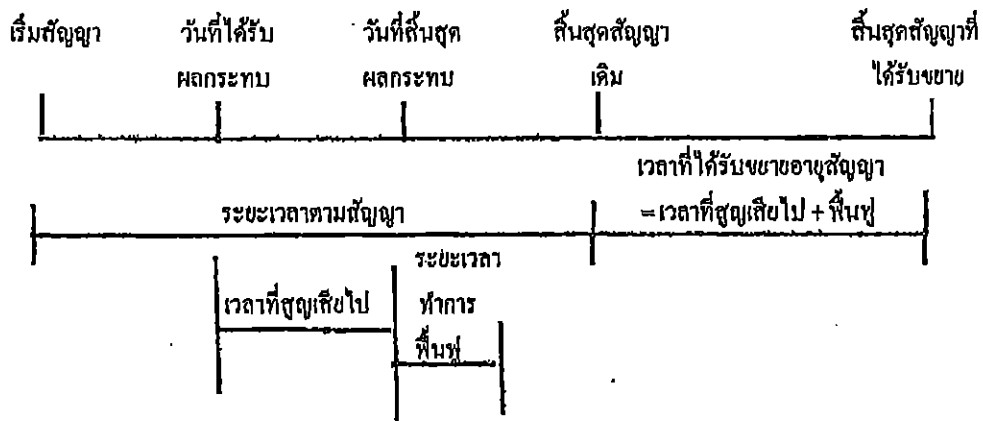 เริ่มสัญญา วันที่ได้รับ วันที่สิ้นสุด สิ้นสุดสัญญา สิ้นสุดสัญญาที่
ผลกระทบ ผลกระทบ เดิม ได้รับขยาย
เวลาที่ได้รับขยายอายุสัญญา
ระยะเวลาตามสัญญา =เวลาที่สูญเสียไป + ฟื้นฟู
ระยะเวลา
เวลาที่สูญเสียไป ทำการ
ฟื้นฟู